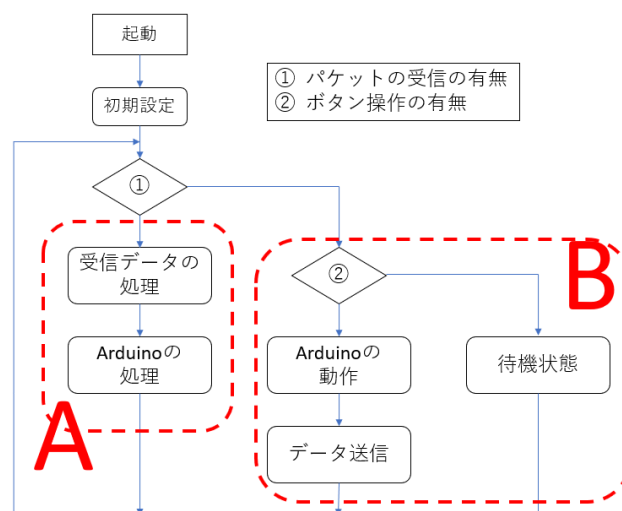 起動
初期設定
① パケットの受信の有無
② ボタン操作の有無
①
受信データの
処理
Arduinoの
処理
A
②
B
Arduinoの
動作
待機状態
データ送信